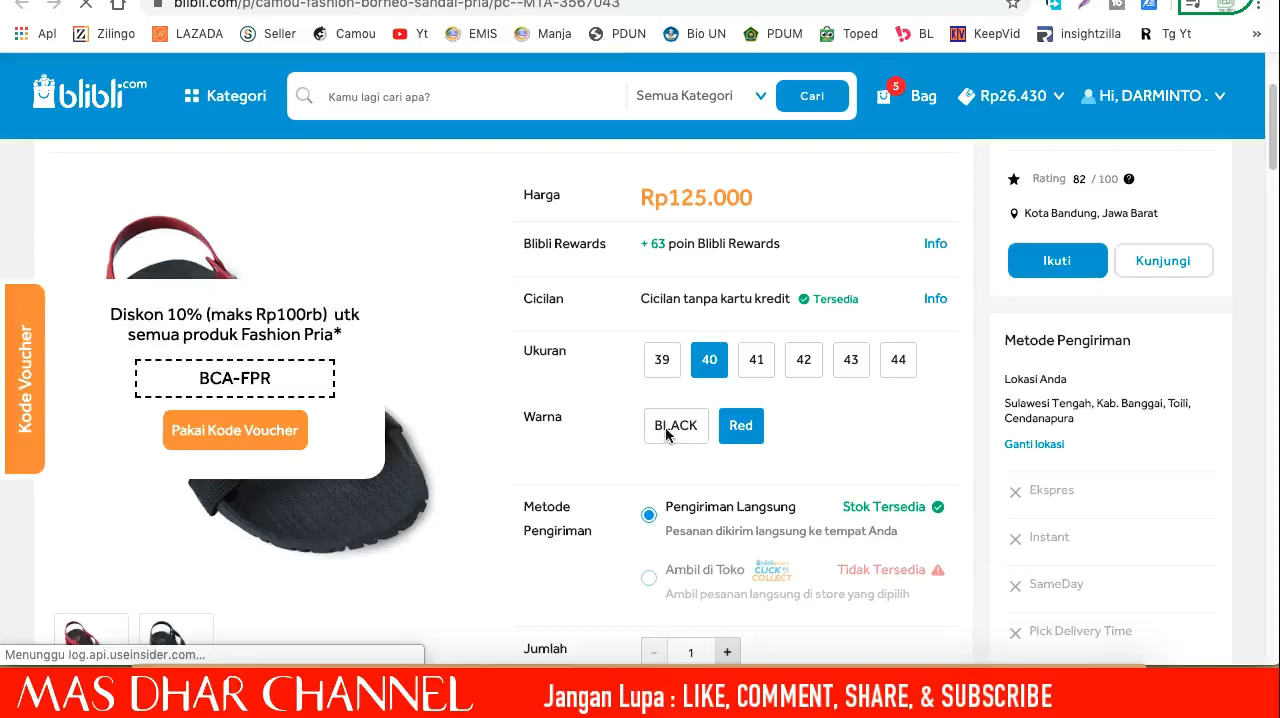 blibli.com/p/camou-fashion-borneo-sandal-pria/pc--MTA-3567043
Apl Zilingo LAZADA Seller Camou Yt EMIS Manja PDUN Bio UN PDUM Toped BL KeepVid insightzilla Tg Yt »
blibli.com Kategori Kamu lagi cari apa? Semua Kategori Cari 5 Bag Rp26.430 Hi, DARMINTO .
Harga Rp125.000
Blibli Rewards + 63 poin Blibli Rewards Info
Cicilan Cicilan tanpa kartu kredit Tersedia Info
Ukuran 39 40 41 42 43 44
Warna BLACK Red
Metode
Pengiriman
Pengiriman Langsung Stok Tersedia
Pesanan dikirim langsung ke tempat Anda
Ambil di Toko CLICK COLLECT Tidak Tersedia
Ambil pesanan langsung di store yang dipilih
Jumlah - 1 +
Kode Voucher
Diskon 10% (maks Rp100rb) utk
semua produk Fashion Pria*
BCA-FPR
Pakai Kode Voucher
Rating 82 / 100 ?
Kota Bandung, Jawa Barat
Ikuti Kunjungi
Metode Pengiriman
Lokasi Anda
Sulawesi Tengah, Kab. Banggai, Toili,
Cendanapura
Ganti lokasi
Ekspres
Instant
SameDay
Pick Delivery Time
Menunggu log.api.useinsider.com...
MAS DHAR CHANNEL Jangan Lupa : LIKE, COMMENT, SHARE, & SUBSCRIBE